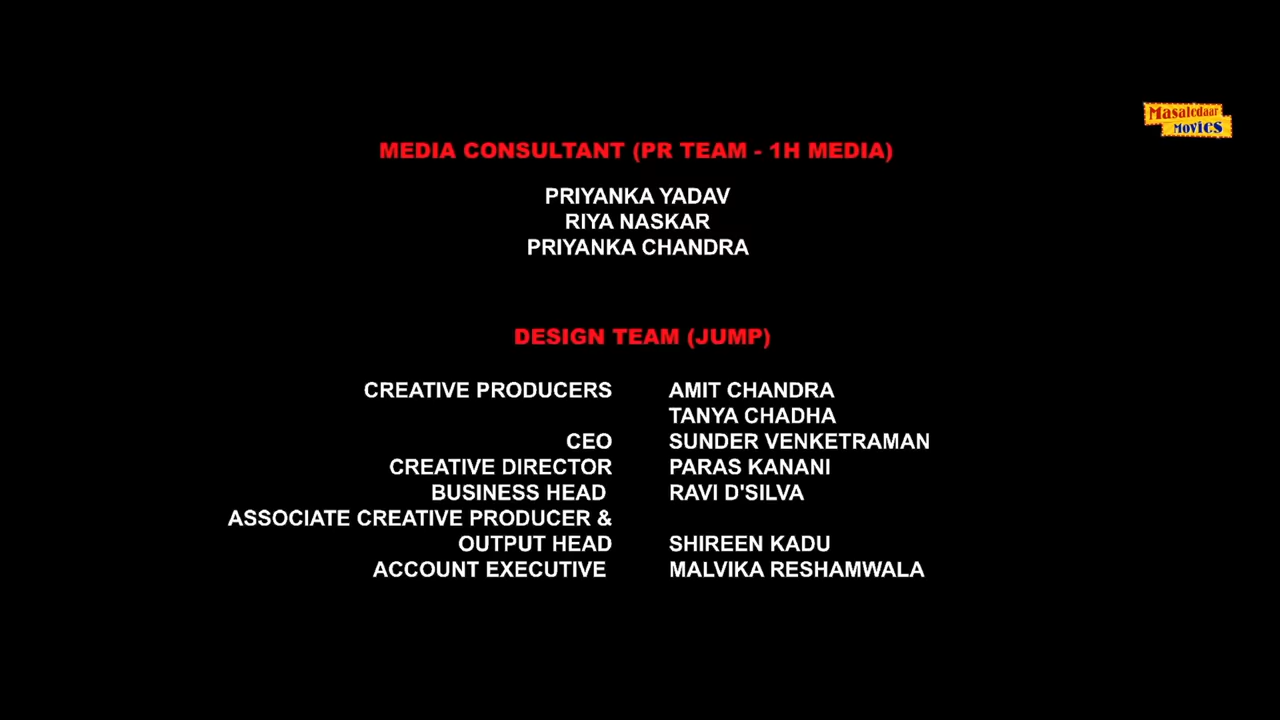 Masaledaar
Movies
MEDIA CONSULTANT (PR TEAM - 1H MEDIA)
PRIYANKA YADAV
RIYA NASKAR
PRIYANKA CHANDRA
DESIGN TEAM (JUMP)
CREATIVE PRODUCERS AMIT CHANDRA
TANYA CHADHA
CEO SUNDER VENKETRAMAN
CREATIVE DIRECTOR PARAS KANANI
BUSINESS HEAD RAVI D'SILVA
ASSOCIATE CREATIVE PRODUCER &
OUTPUT HEAD SHIREEN KADU
ACCOUNT EXECUTIVE MALVIKA RESHAMWALA